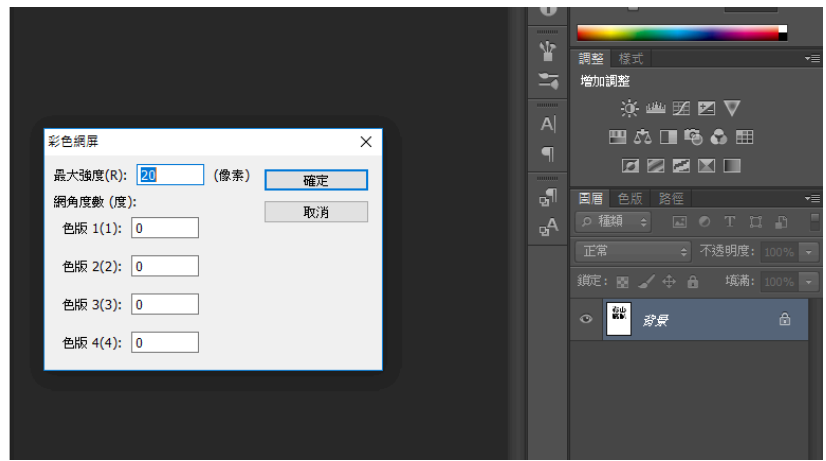 彩色網屏
最大強度(R): 20 (像素)
確定
網角度數 (度):
取消
色版 1(1): 0
色版 2(2): 0
色版 3(3): 0
色版 4(4): 0
A|
A
調整 樣式
增加調整
圖層 色版 路徑
種類
T
正常 不透明度: 100%
鎖定: 填滿: 100%
背景